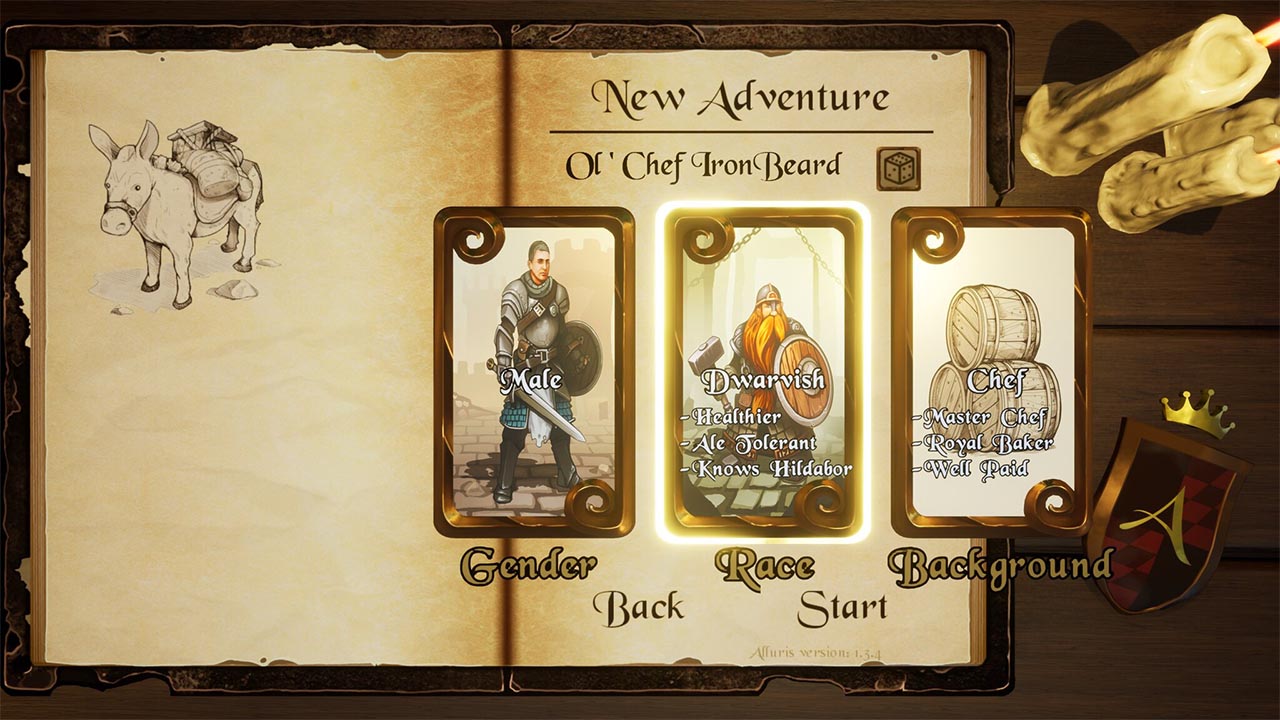 New Adventure
Ol' Chef IronBeard
Male
Dwarvish
-Healthier
-Ale Tolerant
-Knows Hildabor
Chef
-Master Chef
-Royal Baker
-Well Paid
Gender
Race
Background
Back
Start
Alluris version: 1.3.4
A